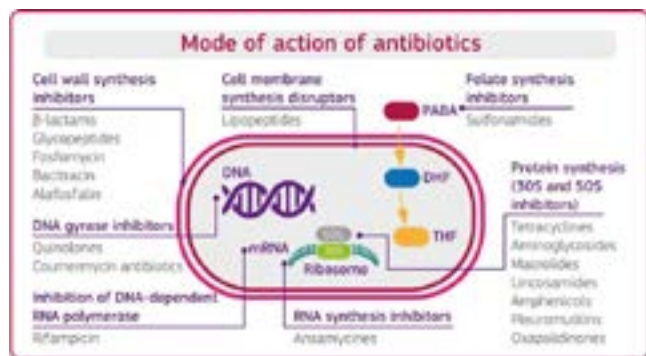 Mode of action of antibiotics
Cell wall synthesis
inhibitors
β-lactams
Glycopeptides
Fosfomycin
Bacitracin
Alafosfalin
Cell membrane
synthesis disruptors
Lipopeptides
PABA
Folate synthesis
inhibitors
Sulfonamides
DNA
DHF
THF
mRNA
Ribosome
DNA gyrase inhibitors
Quinolones
Coumermycin antibiotics
Protein synthesis
(30S and 50S
inhibitors)
Tetracyclines
Aminoglycosides
Macrolides
Lincosamides
Amphenicols
Pleuromutilins
Oxazolidinones
Inhibition of DNA-dependent
RNA polymerase
Rifampicin
RNA synthesis inhibitors
Ansamycines